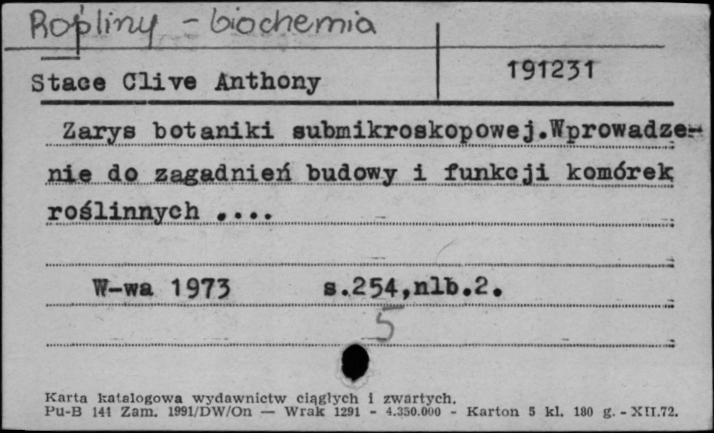 Rośliny - biochemia
Stace Clive Anthony
191231
Zarys botaniki submikroskopowej.Wprowadze-
nie do zagadnień budowy i funkcji komórek
roślinnych ....
W-wa 1973 s.254,nlb.2.
5
Karta katalogowa wydawnictw ciągłych i zwartych.
Pu-B 141 Zam. 1991/DW/On — Wrak 1291 - 4.350.000 - Karton 5 kl. 180 g. - XII.72.